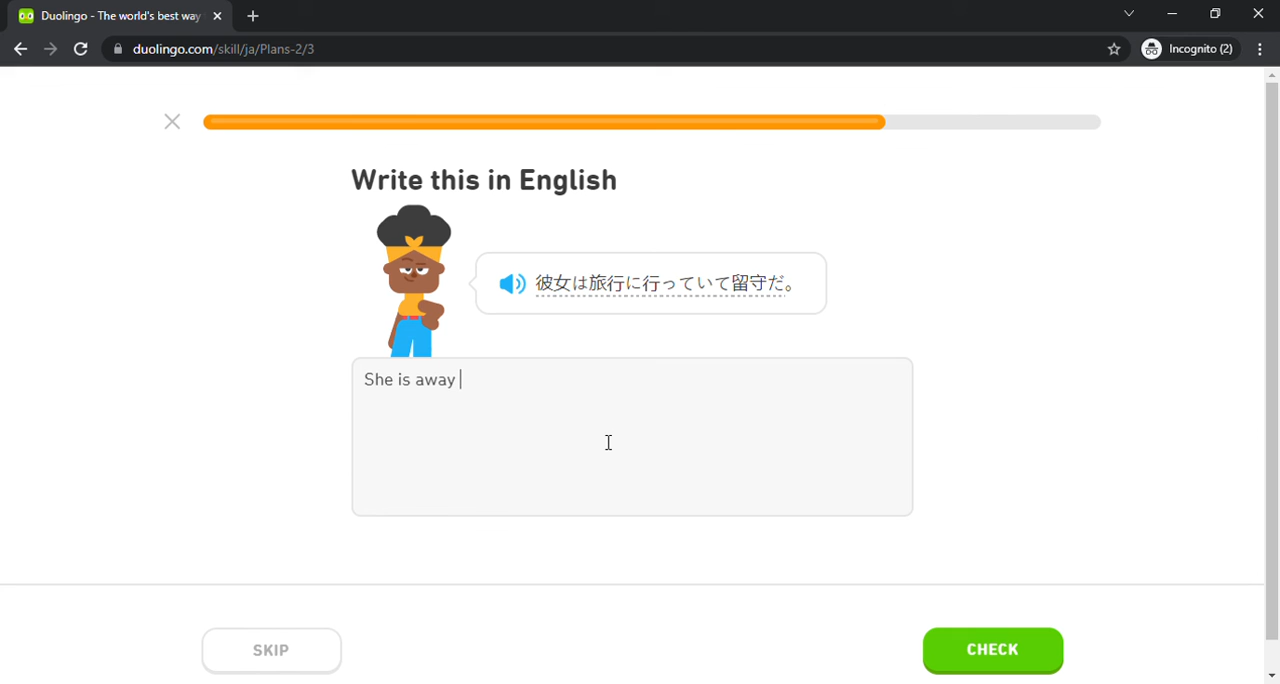 Duolingo - The world's best way
duolingo.com/skill/ja/Plans-2/3
Incognito (2)
Write this in English
彼女は旅行に行っていて留守だ。
She is away
SKIP
CHECK